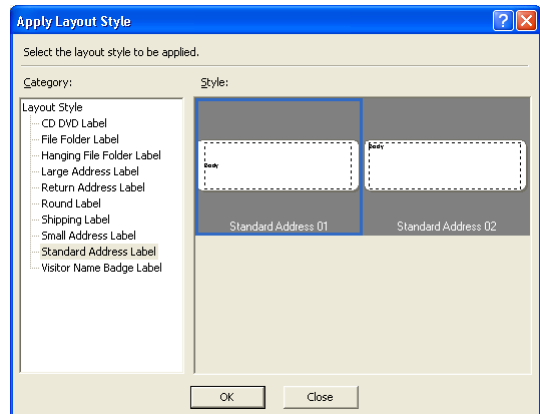 Apply Layout Style
Select the layout style to be applied.
Category:
Style:
Layout Style
CD DVD Label
File Folder Label
Hanging File Folder Label
Large Address Label
Return Address Label
Round Label
Shipping Label
Small Address Label
Standard Address Label
Visitor Name Badge Label
Body
Standard Address 01
Body
Standard Address 02
OK
Close